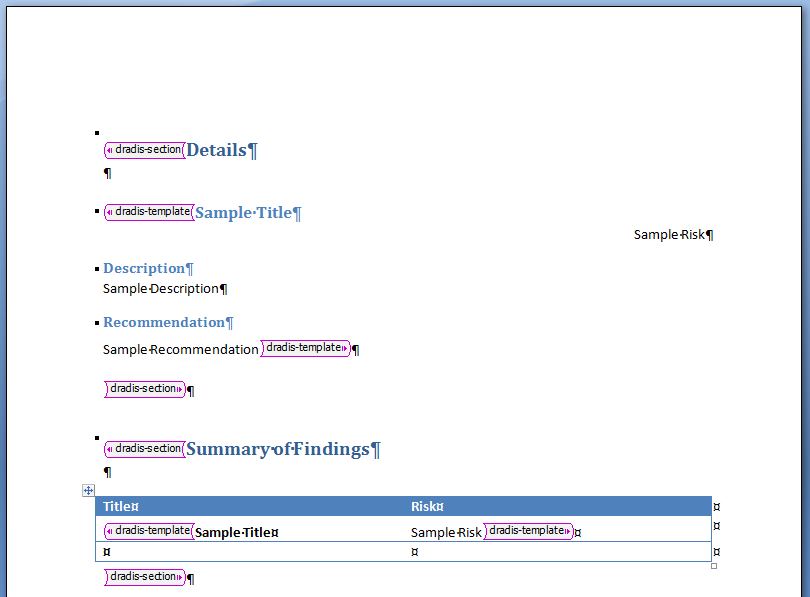 dradis-section Details¶
¶
dradis-template Sample·Title¶
Sample·Risk¶
Description¶
Sample·Description¶
Recommendation¶
Sample·Recommendation dradis-template ¶
dradis-section ¶
dradis-section Summary·of·Findings¶
¶
Title¤ Risk¤ ¤
dradis-template Sample·Title¤ Sample·Risk dradis-template ¤ ¤
¤ ¤ ¤
dradis-section ¶